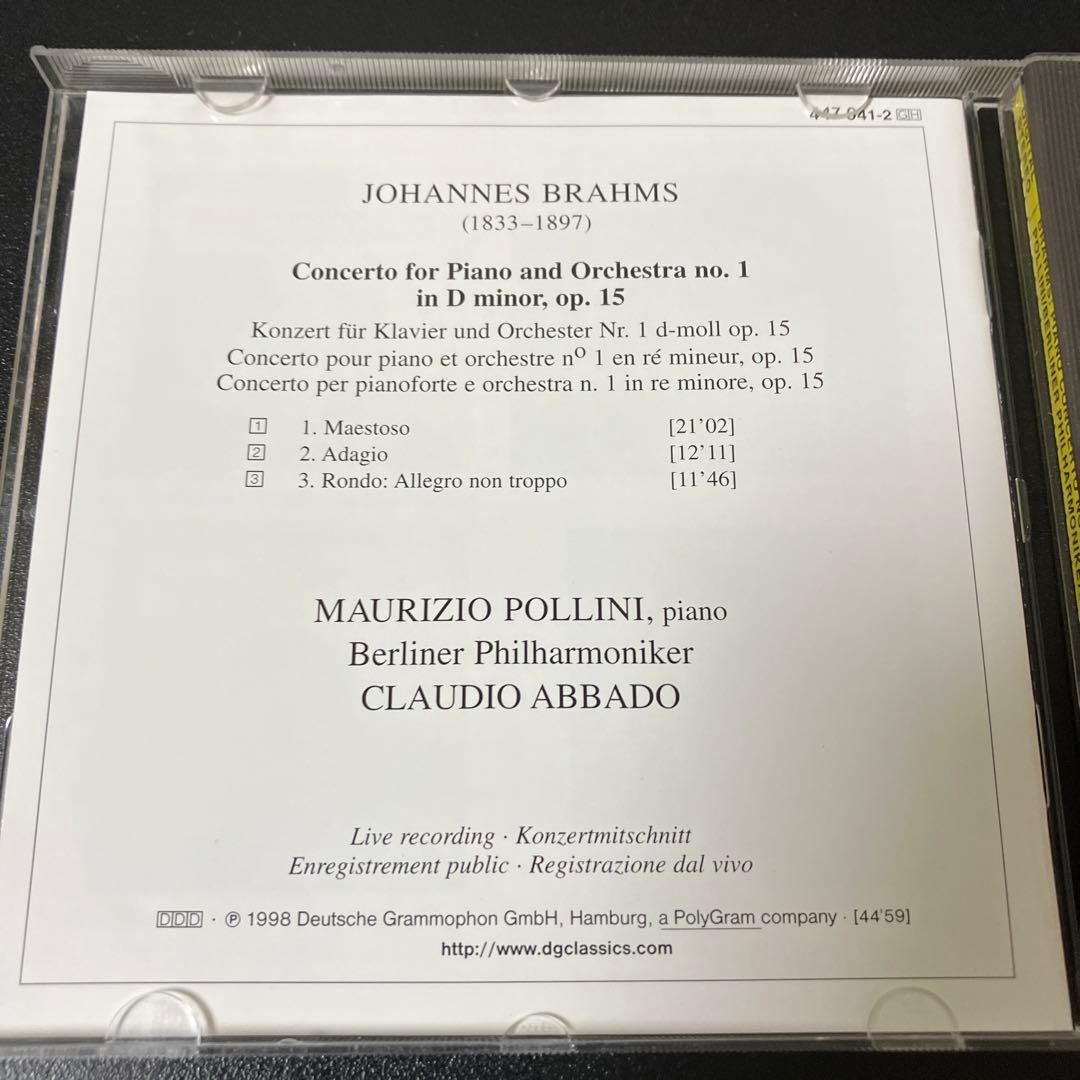 447 041-2 GH
JOHANNES BRAHMS
(1833–1897)
Concerto for Piano and Orchestra no. 1
in D minor, op. 15
Konzert für Klavier und Orchester Nr. 1 d-moll op. 15
Concerto pour piano et orchestre nº 1 en ré mineur, op. 15
Concerto per pianoforte e orchestra n. 1 in re minore, op. 15
1 1. Maestoso [21’02]
2 2. Adagio [12’11]
3 3. Rondo: Allegro non troppo [11’46]
MAURIZIO POLLINI, piano
Berliner Philharmoniker
CLAUDIO ABBADO
Live recording · Konzertmitschnitt
Enregistrement public · Registrazione dal vivo
DDD · ℗ 1998 Deutsche Grammophon GmbH, Hamburg, a PolyGram company · [44'59]
http://www.dgclassics.com
BERLINER PHILHARMONIKER